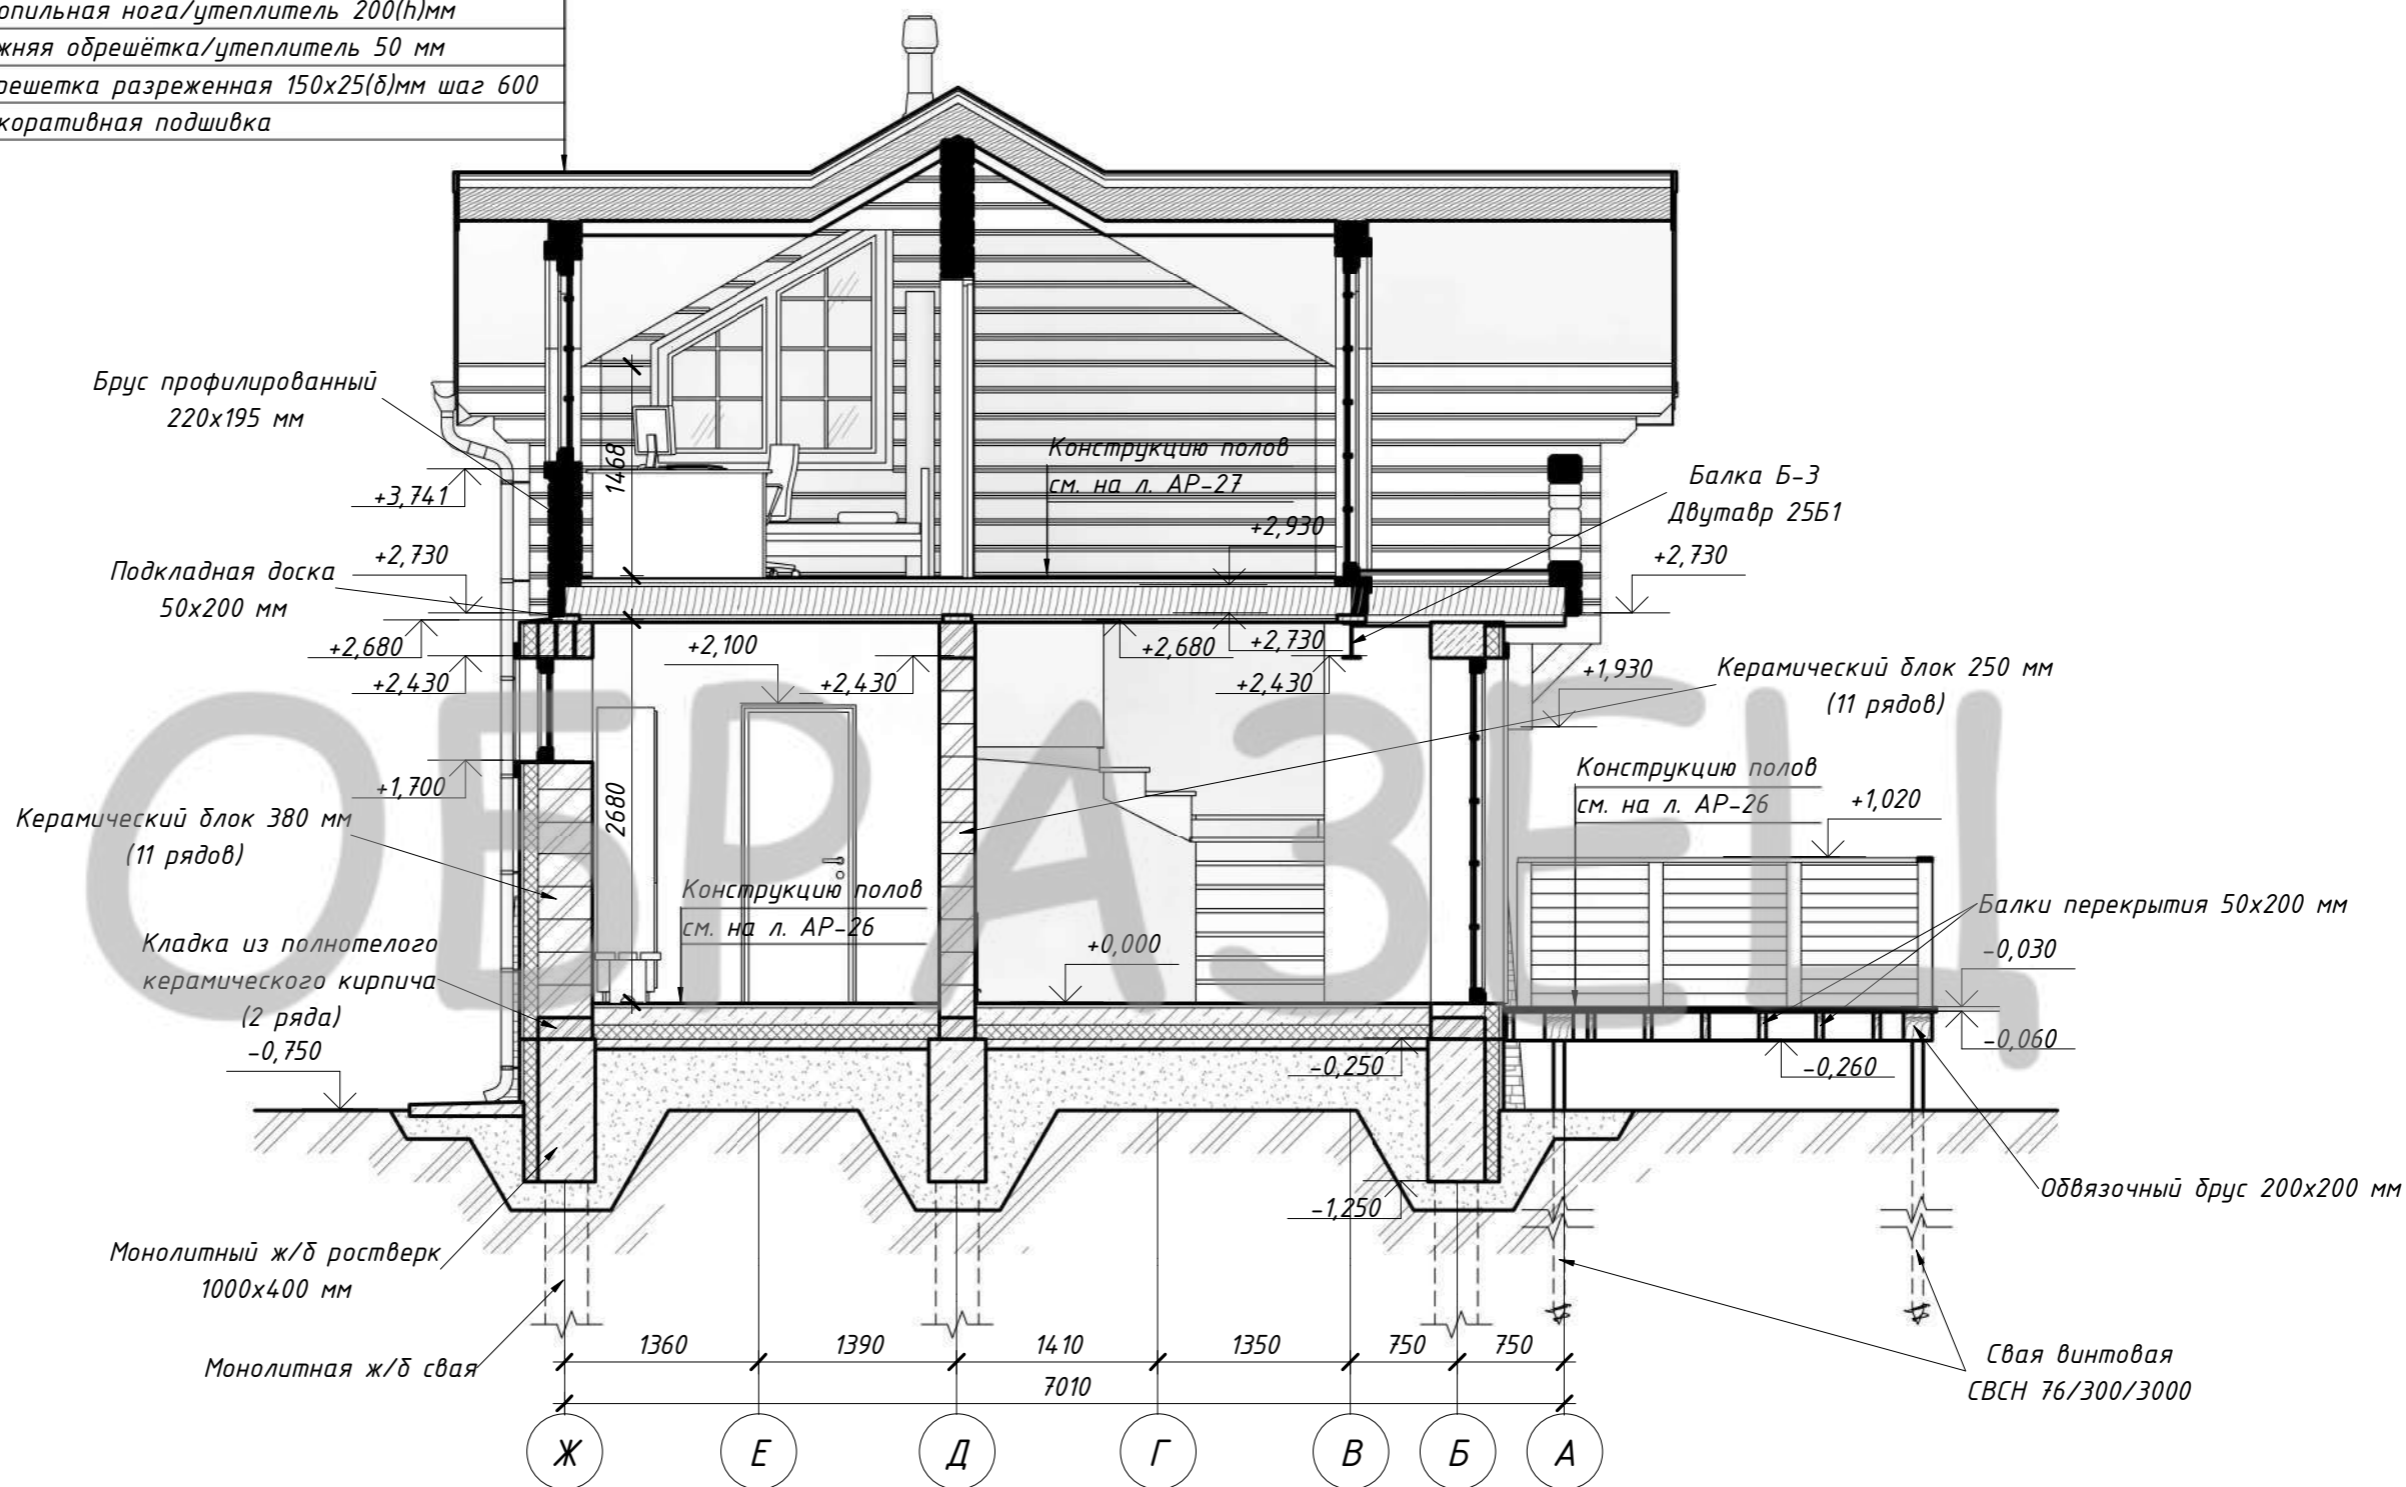 опильная нога/утеплитель 200(h)мм
жняя обрешётка/утеплитель 50 мм
решетка разреженная 150х25(δ)мм шаг 600
коративная подшивка
Брус профилированный
220х195 мм
+3,741
Подкладная доска
50х200 мм
+2,730
+2,680
+2,430
+1,700
Керамический блок 380 мм
(11 рядов)
Кладка из полнотелого
керамического кирпича
(2 ряда)
-0,750
Монолитный ж/б ростверк
1000х400 мм
Монолитная ж/б свая
1468
2680
Конструкцию полов
см. на л. АР-27
+2,930
Балка Б-3
Двутавр 25Б1
+2,730
+2,100
+2,430
+2,680
+2,730
+2,430
+1,930
Керамический блок 250 мм
(11 рядов)
Конструкцию полов
см. на л. АР-26
+1,020
Конструкцию полов
см. на л. АР-26
+0,000
Балки перекрытия 50х200 мм
-0,030
-0,060
-0,250
-0,260
-1,250
Обвязочный брус 200х200 мм
Свая винтовая
СВСН 76/300/3000
1360 1390 1410 1350 750 750
7010
Ж Е Д Г В Б А
ОБРАЗЕЦ